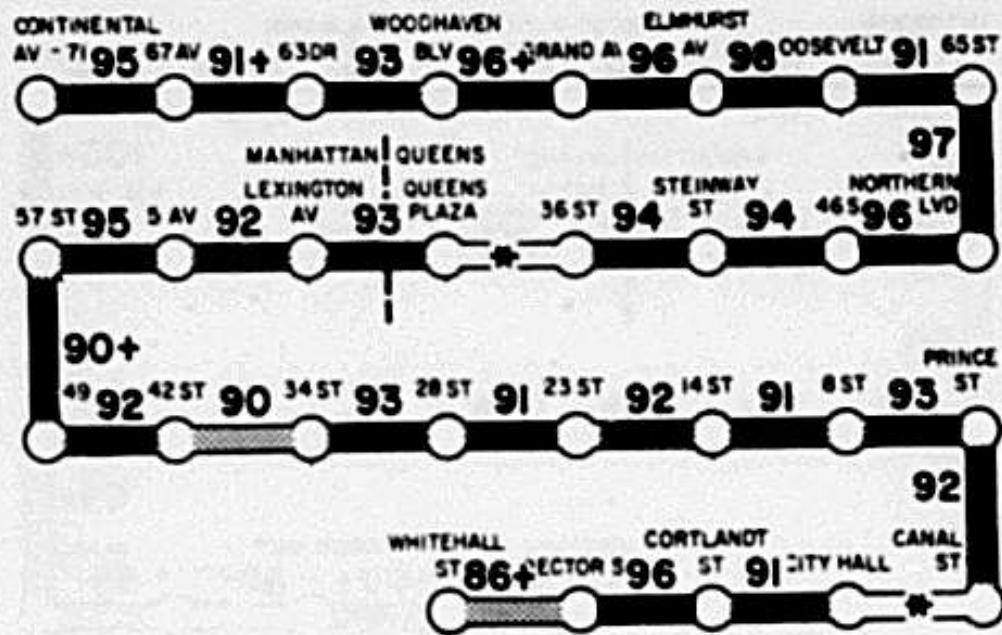 CONTINENTAL WOODHAVEN ELMHURST
AV - 71 95 67 AV 91+ 63 DR 93 BLV 96+ GRAND AV 96 AV 98 OOSEVELT 91 65 ST
97
MANHATTAN QUEENS
LEXINGTON QUEENS STEINWAY NORTHERN
57 ST 95 5 AV 92 AV 93 PLAZA * 36 ST 94 ST 94 46 S 96 LVD
90+
PRINCE
49 92 42 ST 90 34 ST 93 28 ST 91 23 ST 92 14 ST 91 8 ST 93 ST
92
WHITEHALL CORTLANDT CANAL
ST 86+ RECTOR S 96 ST 91 CITY HALL * ST